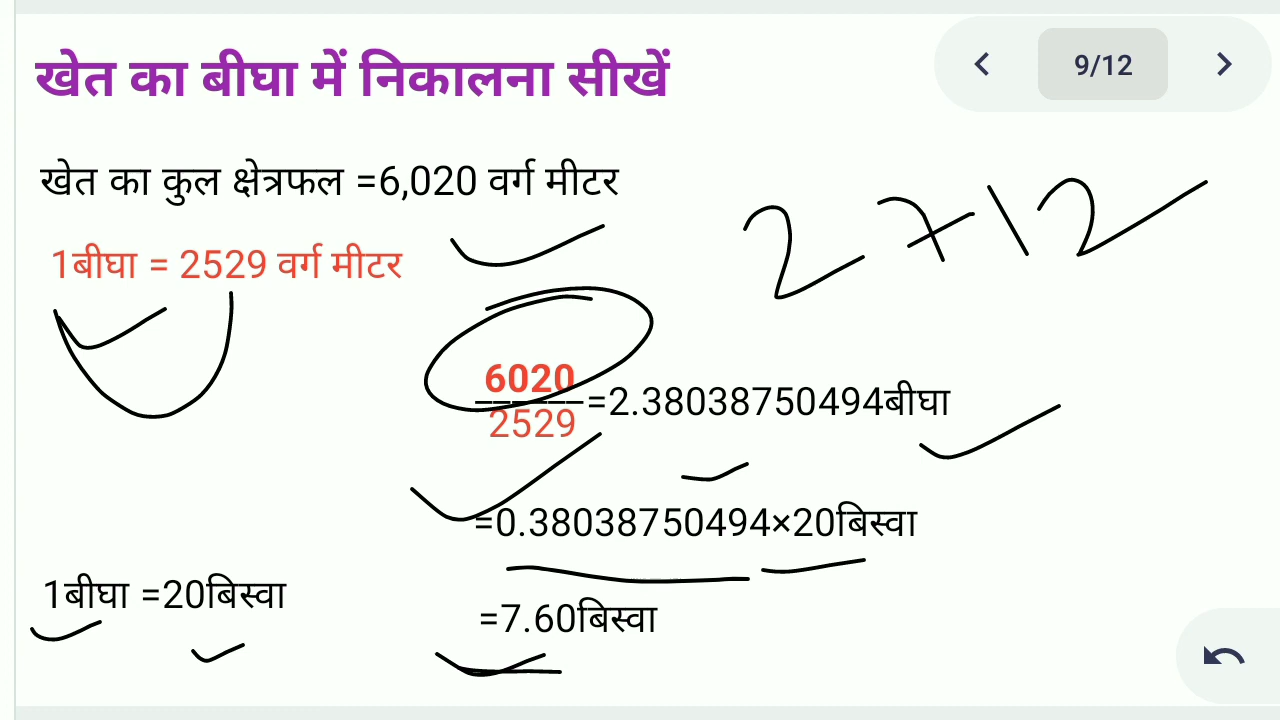 खेत का बीघा में निकालना सीखें
9/12
खेत का कुल क्षेत्रफल =6,020 वर्ग मीटर
2712
1बीघा = 2529 वर्ग मीटर
6020
2529
=2.38038750494बीघा
=0.38038750494×20बिस्वा
1बीघा =20बिस्वा
=7.60बिस्वा